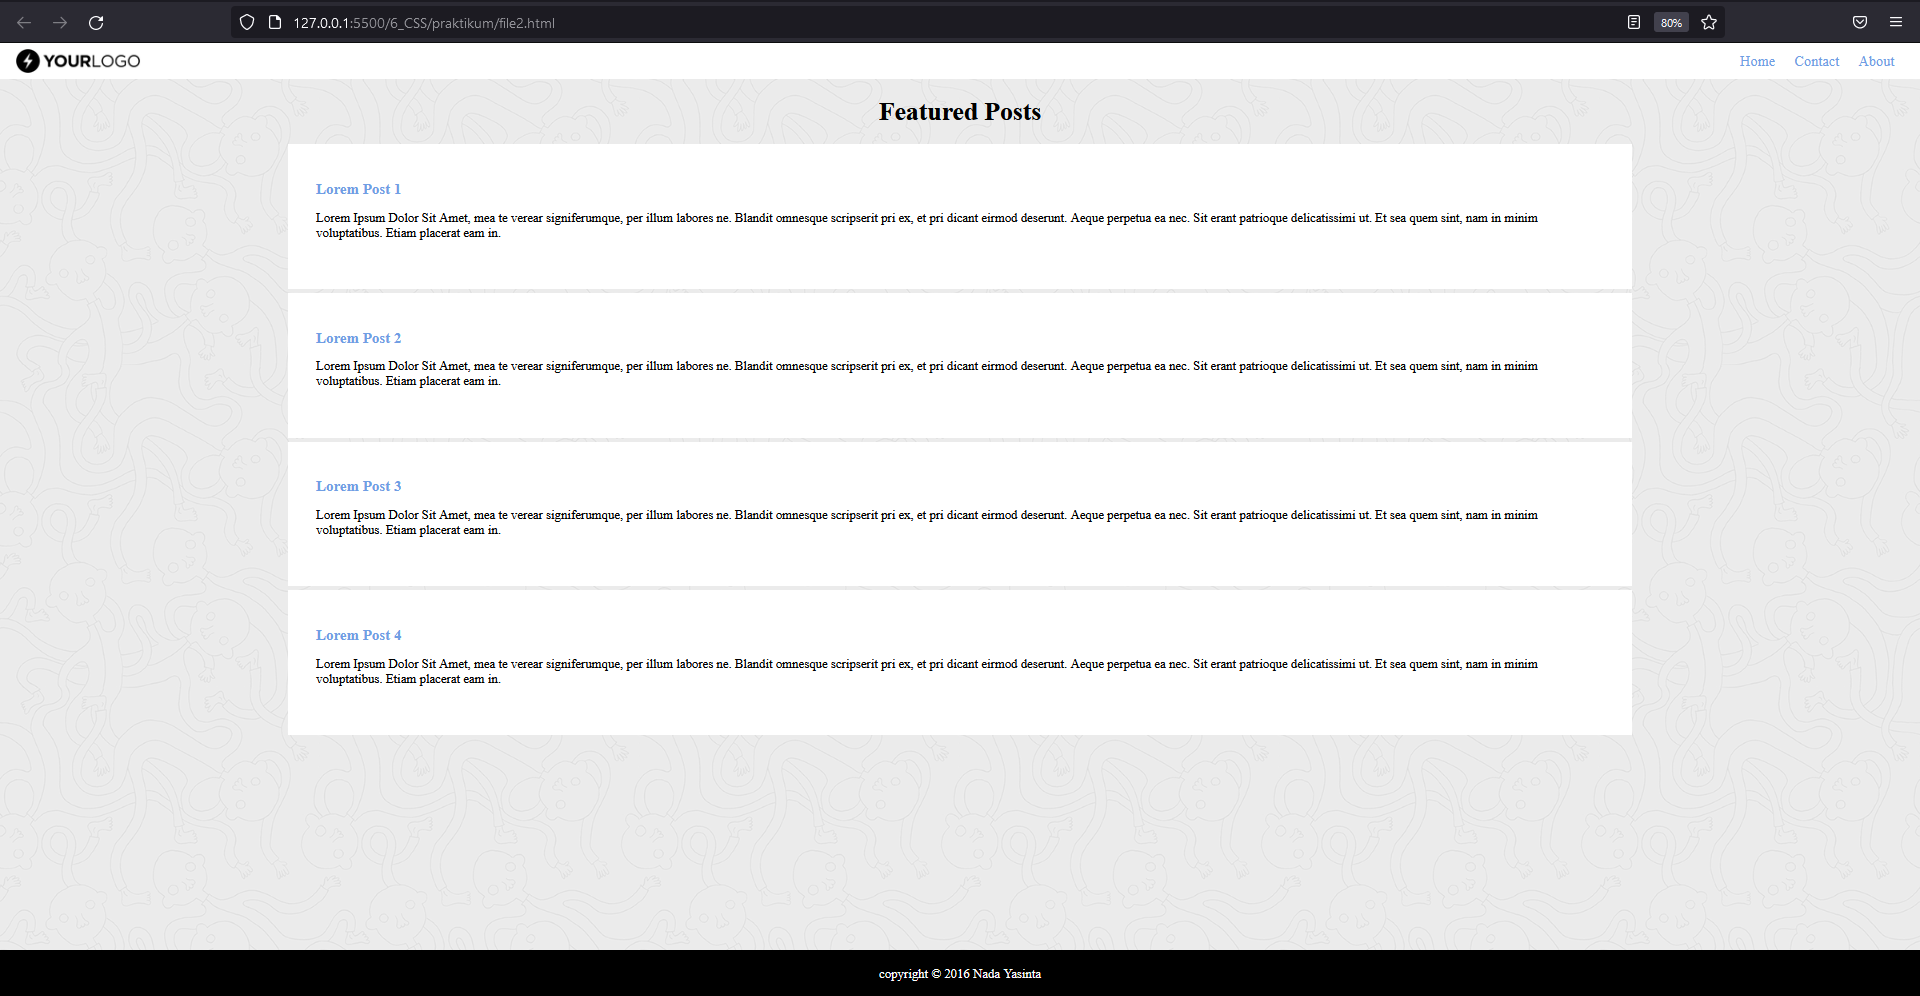 127.0.0.1:5500/6_CSS/praktikum/file2.html 80%
YOURLOGO Home Contact About
Featured Posts
Lorem Post 1
Lorem Ipsum Dolor Sit Amet, mea te verear signiferumque, per illum labores ne. Blandit omnesque scripserit pri ex, et pri dicant eirmod deserunt. Aeque perpetua ea nec. Sit erant patrioque delicatissimi ut. Et sea quem sint, nam in minim
voluptatibus. Etiam placerat eam in.
Lorem Post 2
Lorem Ipsum Dolor Sit Amet, mea te verear signiferumque, per illum labores ne. Blandit omnesque scripserit pri ex, et pri dicant eirmod deserunt. Aeque perpetua ea nec. Sit erant patrioque delicatissimi ut. Et sea quem sint, nam in minim
voluptatibus. Etiam placerat eam in.
Lorem Post 3
Lorem Ipsum Dolor Sit Amet, mea te verear signiferumque, per illum labores ne. Blandit omnesque scripserit pri ex, et pri dicant eirmod deserunt. Aeque perpetua ea nec. Sit erant patrioque delicatissimi ut. Et sea quem sint, nam in minim
voluptatibus. Etiam placerat eam in.
Lorem Post 4
Lorem Ipsum Dolor Sit Amet, mea te verear signiferumque, per illum labores ne. Blandit omnesque scripserit pri ex, et pri dicant eirmod deserunt. Aeque perpetua ea nec. Sit erant patrioque delicatissimi ut. Et sea quem sint, nam in minim
voluptatibus. Etiam placerat eam in.
copyright © 2016 Nada Yasinta